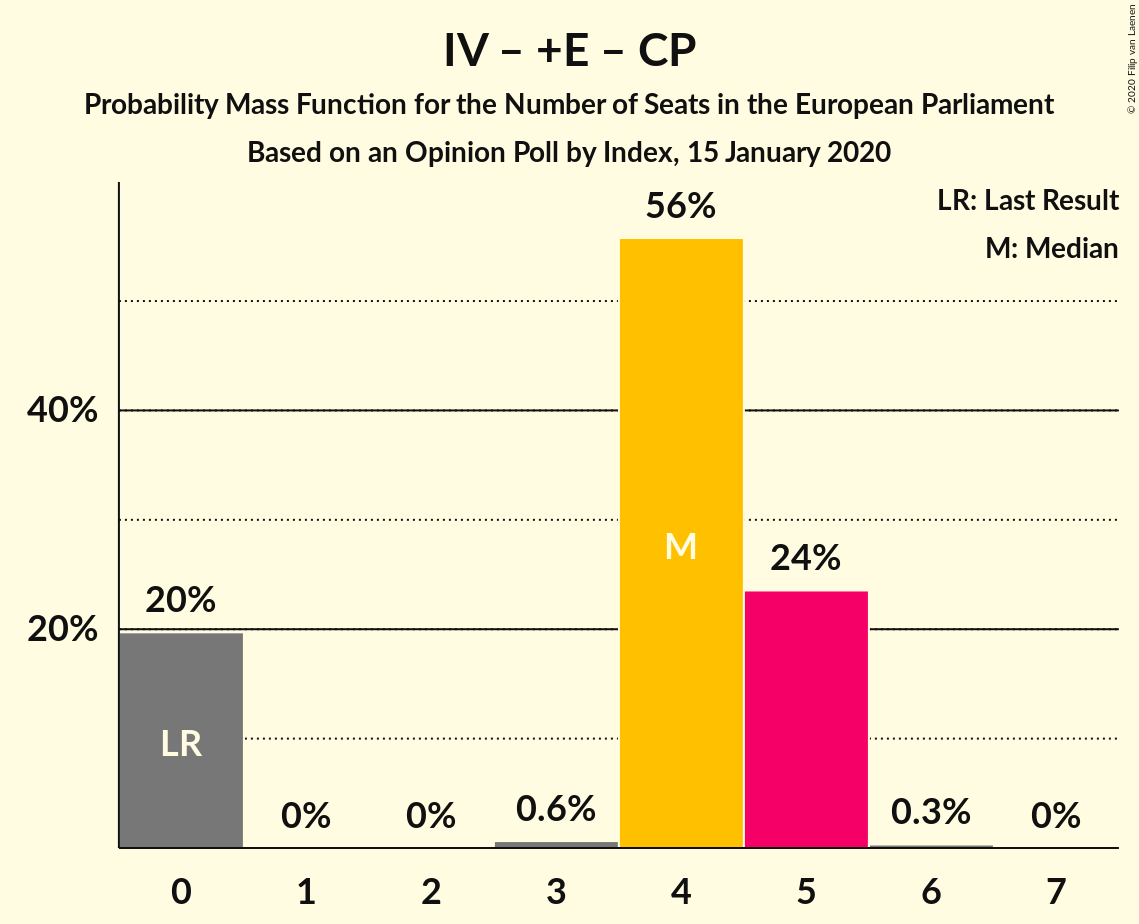 IV – +E – CP
Probability Mass Function for the Number of Seats in the European Parliament
Based on an Opinion Poll by Index, 15 January 2020
© 2020 Filip van Laenen
LR: Last Result
M: Median
56%
40%
M
24%
20%
20%
LR
0%
0%
0.6%
0.3%
0%
0 1 2 3 4 5 6 7